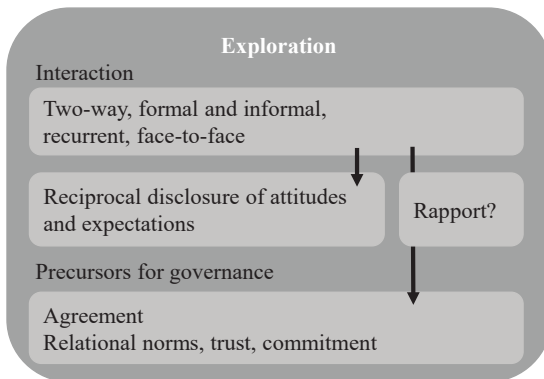 Exploration
Interaction
Two-way, formal and informal,
recurrent, face-to-face
Reciprocal disclosure of attitudes
and expectations
Rapport?
Precursors for governance
Agreement
Relational norms, trust, commitment